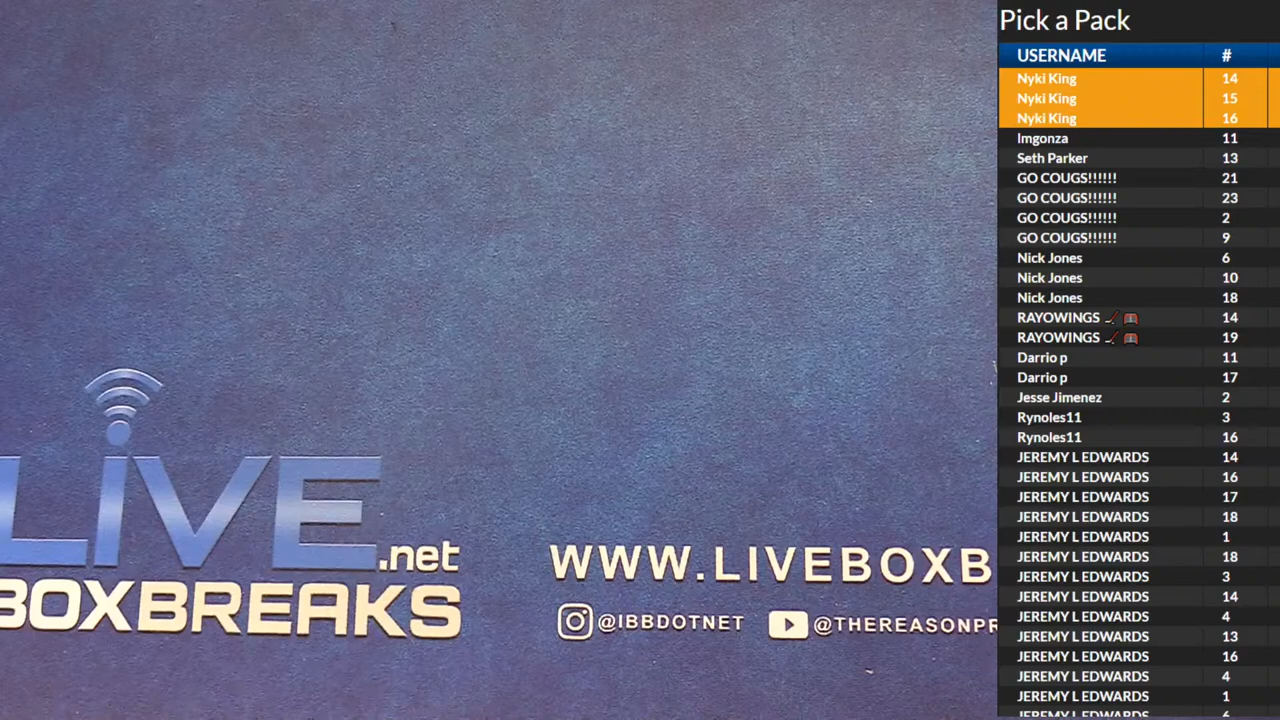 Pick a Pack
USERNAME #
Nyki King 14
Nyki King 15
Nyki King 16
Imgonza 11
Seth Parker 13
GO COUGS!!!!!! 21
GO COUGS!!!!!! 23
GO COUGS!!!!!! 2
GO COUGS!!!!!! 9
Nick Jones 6
Nick Jones 10
Nick Jones 18
RAYOWINGS 14
RAYOWINGS 19
Darrio p 11
Darrio p 17
Jesse Jimenez 2
Rynoles11 3
Rynoles11 16
JEREMY L EDWARDS 14
JEREMY L EDWARDS 16
JEREMY L EDWARDS 17
JEREMY L EDWARDS 18
JEREMY L EDWARDS 1
JEREMY L EDWARDS 18
JEREMY L EDWARDS 3
JEREMY L EDWARDS 14
JEREMY L EDWARDS 4
JEREMY L EDWARDS 13
JEREMY L EDWARDS 16
JEREMY L EDWARDS 4
JEREMY L EDWARDS 1
JEREMY L EDWARDS
LIVE
.net
BOXBREAKS
WWW.LIVEBOXB
@IBBDOTNET @THEREASONPR